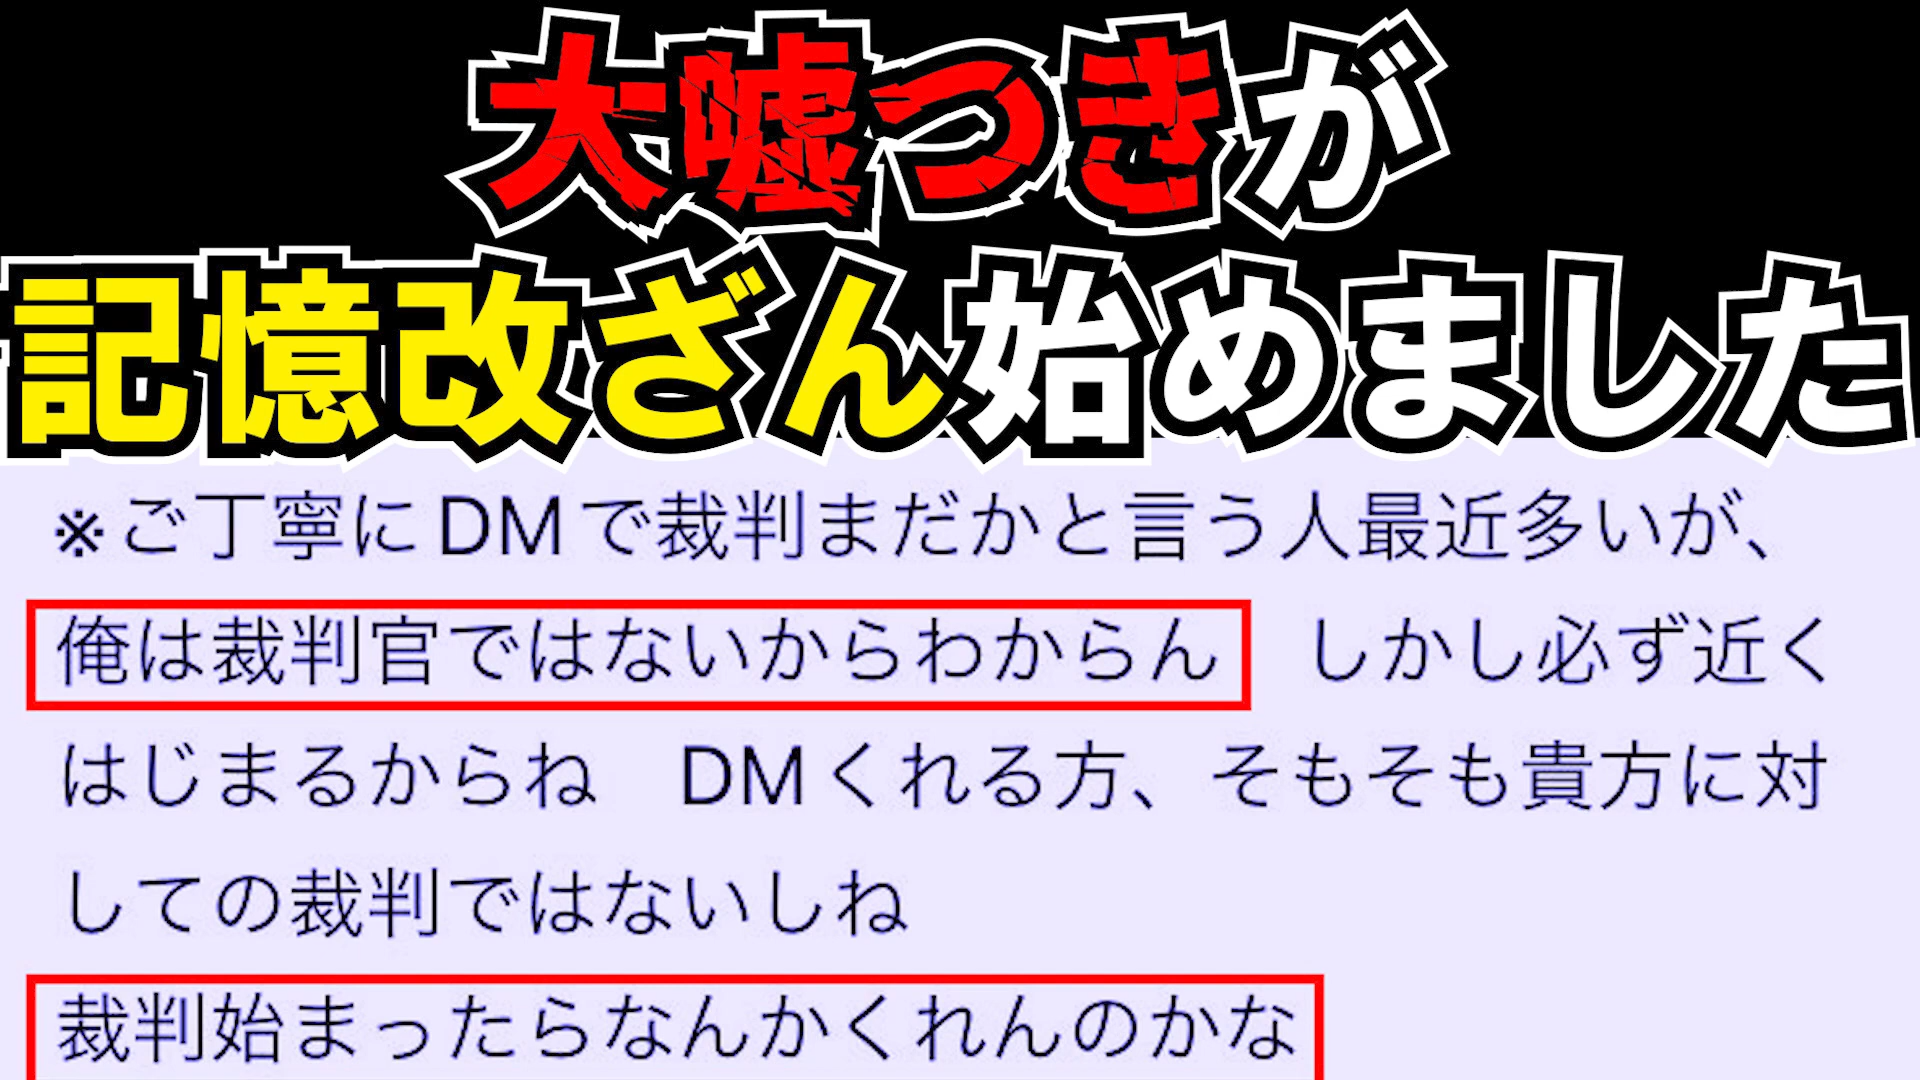 大嘘つきが
記憶改ざん始めました
※ご丁寧にDMで裁判まだかと言う人最近多いが、
俺は裁判官ではないからわからん　しかし必ず近く
はじまるからね　DMくれる方、そもそも貴方に対
しての裁判ではないしね
裁判始まったらなんかくれんのかな